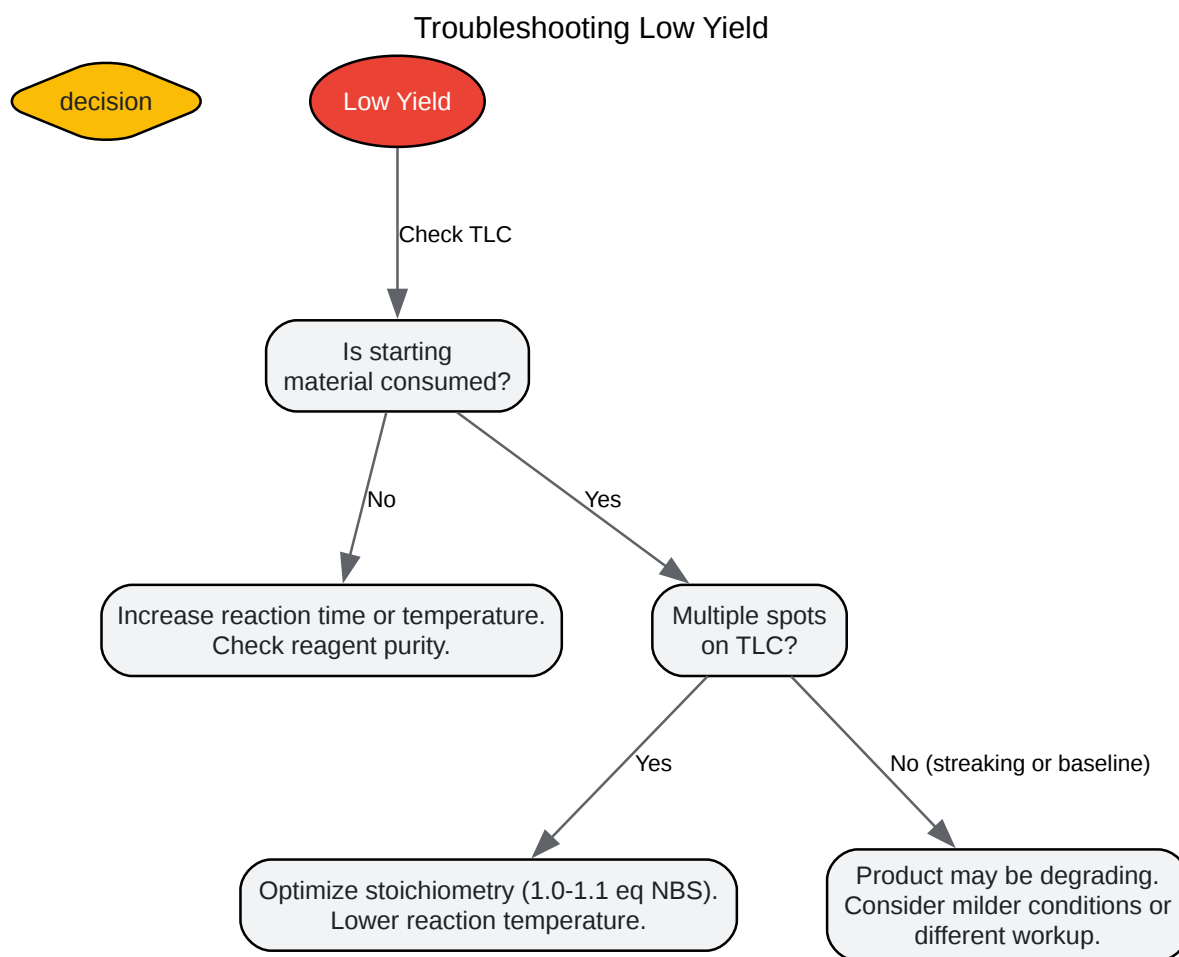 Troubleshooting Low Yield
decision
Low Yield
Check TLC
Is starting
material consumed?
No
Yes
Increase reaction time or temperature.
Check reagent purity.
Multiple spots
on TLC?
Yes
No (streaking or baseline)
Optimize stoichiometry (1.0-1.1 eq NBS).
Lower reaction temperature.
Product may be degrading.
Consider milder conditions or
different workup.